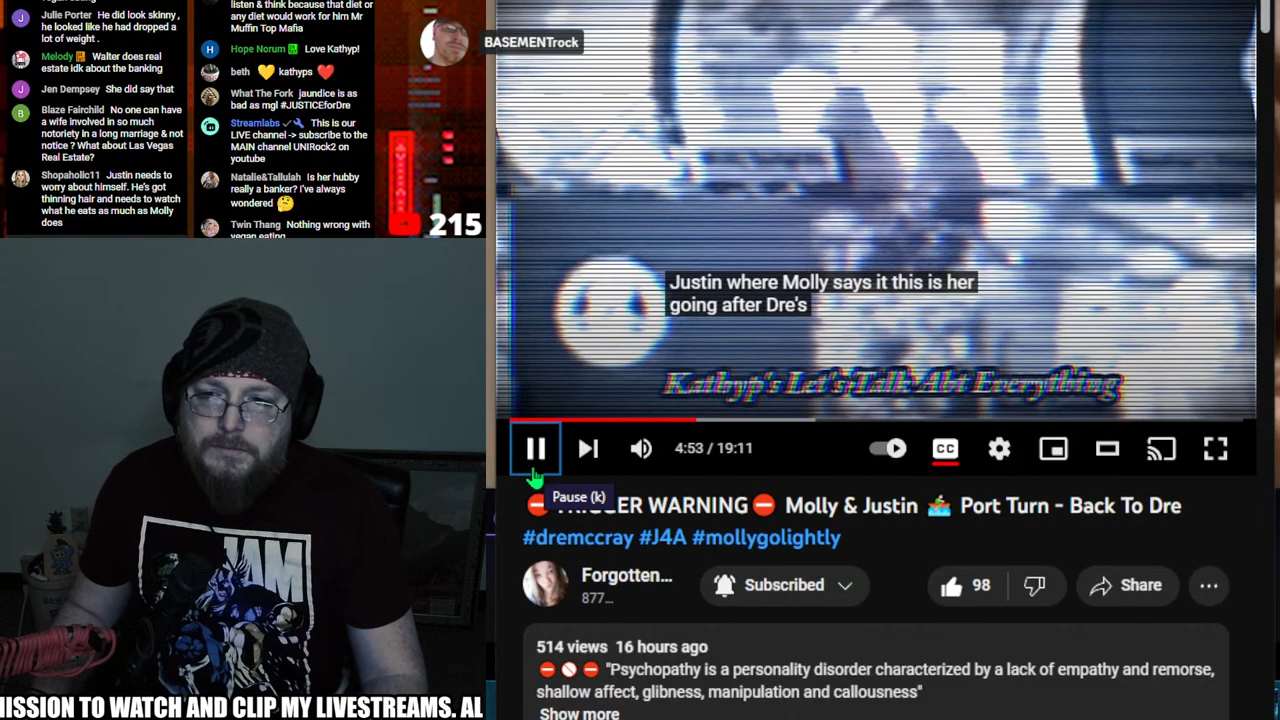 Julie Porter He did look skinny ,
he looked like he had dropped a
lot of weight .
Melody Walter does real
estate idk about the banking
Jen Dempsey She did say that
Blaze Fairchild No one can have
a wife involved in so much
notoriety in a long marriage & not
notice ? What about Las Vegas
Real Estate?
Shopaholic11 Justin needs to
worry about himself. He's got
thinning hair and needs to watch
what he eats as much as Molly
does
listen & think because that diet or
any diet would work for him Mr
Muffin Top Mafia
Hope Norum Love Kathyp!
beth 💛 kathyps ❤️
What The Fork jaundice is as
bad as mg #JUSTICEforDre
Streamlabs This is our
LIVE channel -> subscribe to the
MAIN channel UNIRock2 on
youtube
Natalie&Tallulah Is her hubby
really a banker? I've always
wondered 🤔
Twin Thang Nothing wrong with
vegan eating
215
BASEMENTrock
Justin where Molly says it this is her
going after Dre's
Kathyp's Let's Talk Abt Everything
4:53 / 19:11
CC
Pause (k)
⛔ TRIGGER WARNING ⛔ Molly & Justin 🚣 Port Turn - Back To Dre
#dremccray #J4A #mollygolightly
Forgotten...
877...
Subscribed
98
Share
514 views 16 hours ago
⛔ 🚫 ⛔ "Psychopathy is a personality disorder characterized by a lack of empathy and remorse,
shallow affect, glibness, manipulation and callousness"
Show more
JAM
MISSION TO WATCH AND CLIP MY LIVESTREAMS. AL